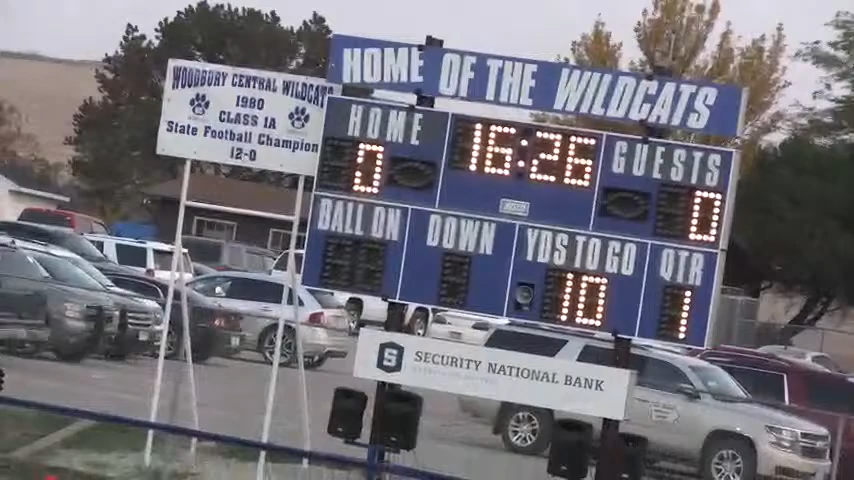 HOME OF THE WILDCATS
WOODBURY CENTRAL WILDCATS
1980
CLASS 1A
State Football Champion
12-0
HOME
0
16:26
GUESTS
0
BALL ON
DOWN
YDS TO GO
10
QTR
1
S
SECURITY NATIONAL BANK